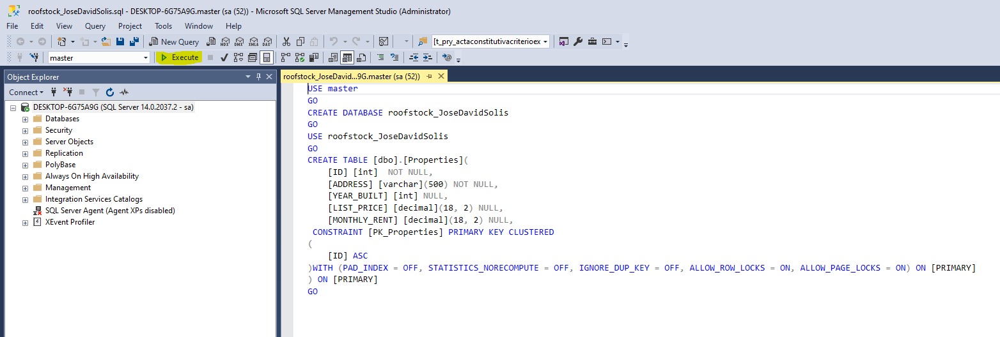 roofstock_JoseDavidSolis.sql - DESKTOP-6G75A9G.master (sa (52)) - Microsoft SQL Server Management Studio (Administrator)
File Edit View Query Project Tools Window Help
New Query MDX DMX XMLA DAX [t_pry_actaconstitutivacriterioex
master Execute
Object Explorer
Connect
DESKTOP-6G75A9G (SQL Server 14.0.2037.2 - sa)
Databases
Security
Server Objects
Replication
PolyBase
Always On High Availability
Management
Integration Services Catalogs
SQL Server Agent (Agent XPs disabled)
XEvent Profiler
roofstock_JoseDavid...9G.master (sa (52))
USE master
GO
CREATE DATABASE roofstock_JoseDavidSolis
GO
USE roofstock_JoseDavidSolis
GO
CREATE TABLE [dbo].[Properties](
[ID] [int] NOT NULL,
[ADDRESS] [varchar](500) NOT NULL,
[YEAR_BUILT] [int] NULL,
[LIST_PRICE] [decimal](18, 2) NULL,
[MONTHLY_RENT] [decimal](18, 2) NULL,
CONSTRAINT [PK_Properties] PRIMARY KEY CLUSTERED
(
[ID] ASC
)WITH (PAD_INDEX = OFF, STATISTICS_NORECOMPUTE = OFF, IGNORE_DUP_KEY = OFF, ALLOW_ROW_LOCKS = ON, ALLOW_PAGE_LOCKS = ON) ON [PRIMARY]
) ON [PRIMARY]
GO